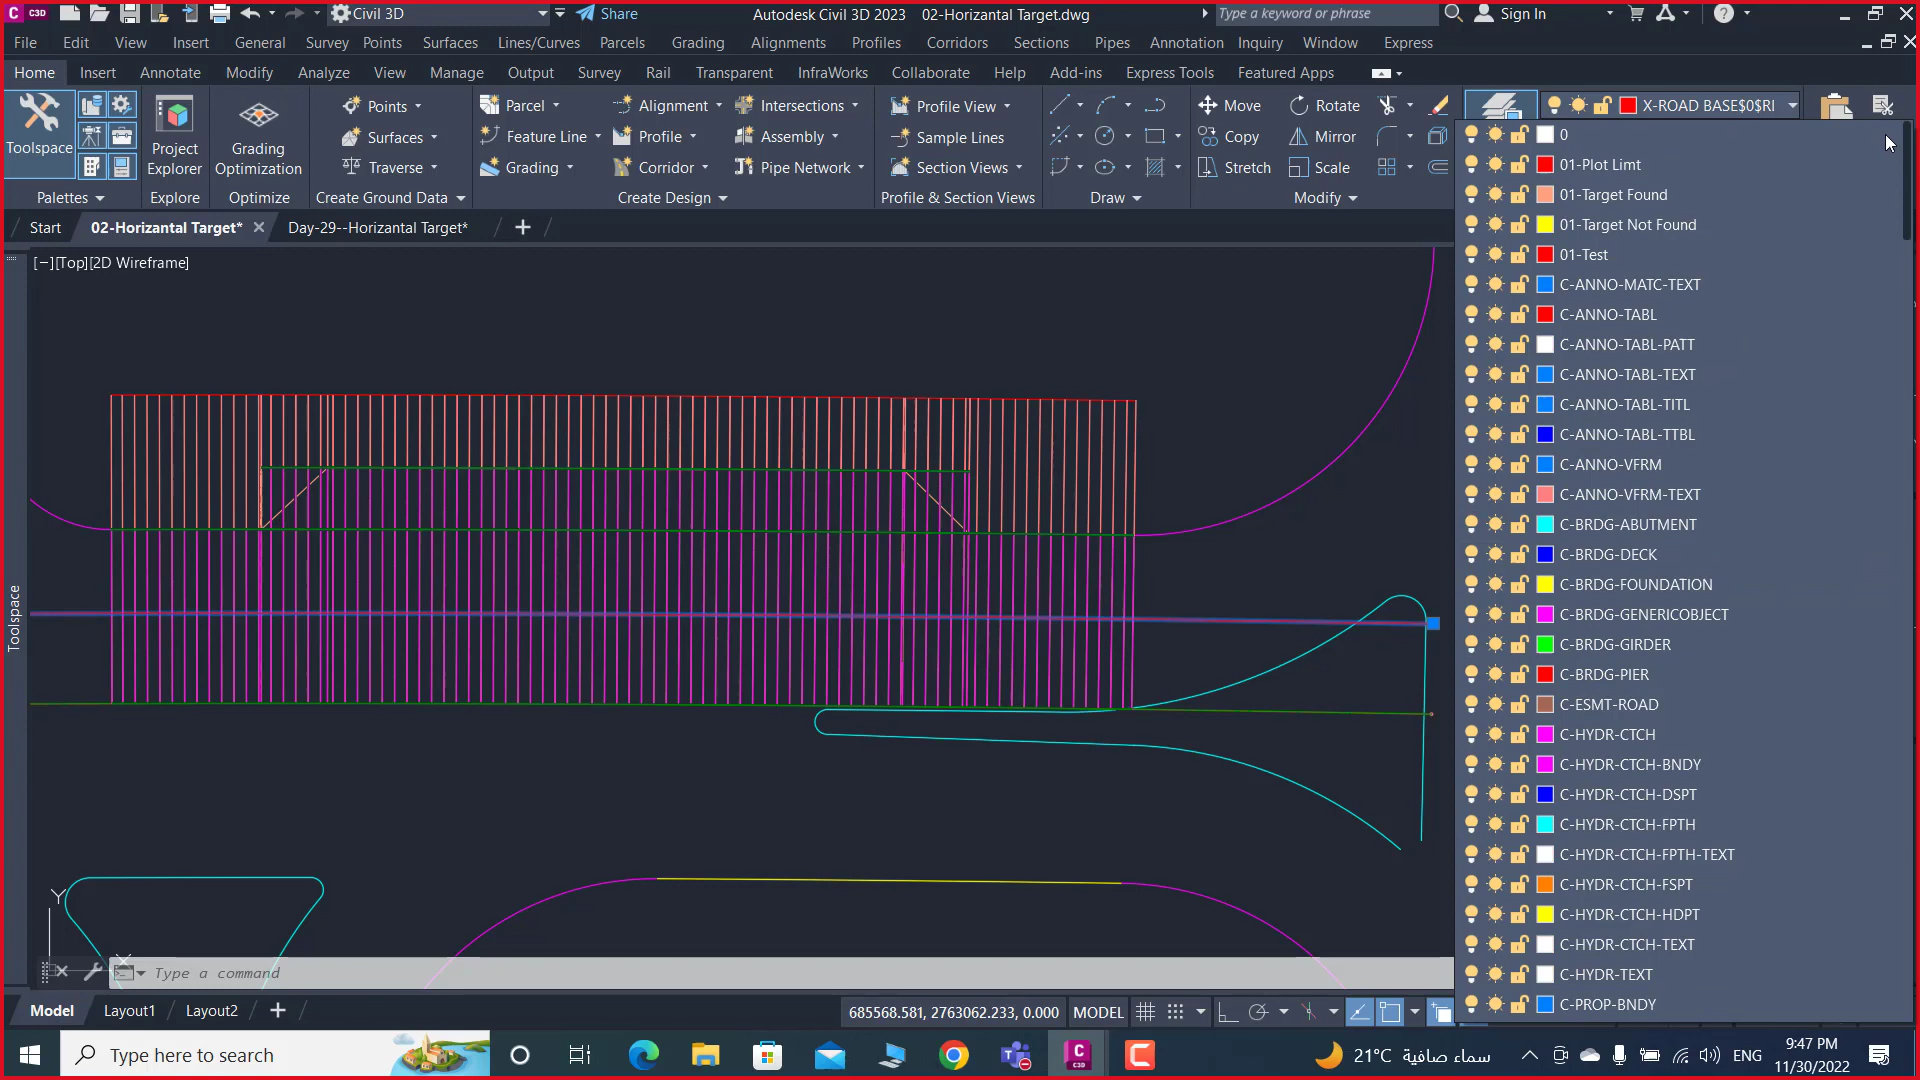 C3D
Civil 3D
Share
Autodesk Civil 3D 2023 02-Horizantal Target.dwg
Type a keyword or phrase
Sign In
File Edit View Insert General Survey Points Surfaces Lines/Curves Parcels Grading Alignments Profiles Corridors Sections Pipes Annotation Inquiry Window Express
Home Insert Annotate Modify Analyze View Manage Output Survey Rail Transparent InfraWorks Collaborate Help Add-ins Express Tools Featured Apps
Toolspace
Palettes
Project
Explorer
Explore
Grading
Optimization
Optimize
Points
Surfaces
Traverse
Create Ground Data
Parcel
Feature Line
Grading
Alignment
Profile
Corridor
Intersections
Assembly
Pipe Network
Create Design
Profile View
Sample Lines
Section Views
Profile & Section Views
Draw
Move
Copy
Stretch
Rotate
Mirror
Scale
Modify
X-ROAD BASE$0$RI
Start
02-Horizantal Target*
Day-29--Horizantal Target*
[−][Top][2D Wireframe]
Toolspace
Y
X
0
01-Plot Limt
01-Target Found
01-Target Not Found
01-Test
C-ANNO-MATC-TEXT
C-ANNO-TABL
C-ANNO-TABL-PATT
C-ANNO-TABL-TEXT
C-ANNO-TABL-TITL
C-ANNO-TABL-TTBL
C-ANNO-VFRM
C-ANNO-VFRM-TEXT
C-BRDG-ABUTMENT
C-BRDG-DECK
C-BRDG-FOUNDATION
C-BRDG-GENERICOBJECT
C-BRDG-GIRDER
C-BRDG-PIER
C-ESMT-ROAD
C-HYDR-CTCH
C-HYDR-CTCH-BNDY
C-HYDR-CTCH-DSPT
C-HYDR-CTCH-FPTH
C-HYDR-CTCH-FPTH-TEXT
C-HYDR-CTCH-FSPT
C-HYDR-CTCH-HDPT
C-HYDR-CTCH-TEXT
C-HYDR-TEXT
C-PROP-BNDY
Type a command
Model Layout1 Layout2
685568.581, 2763062.233, 0.000 MODEL
Type here to search
C
C3D
21°C سماء صافية
ENG
9:47 PM
11/30/2022